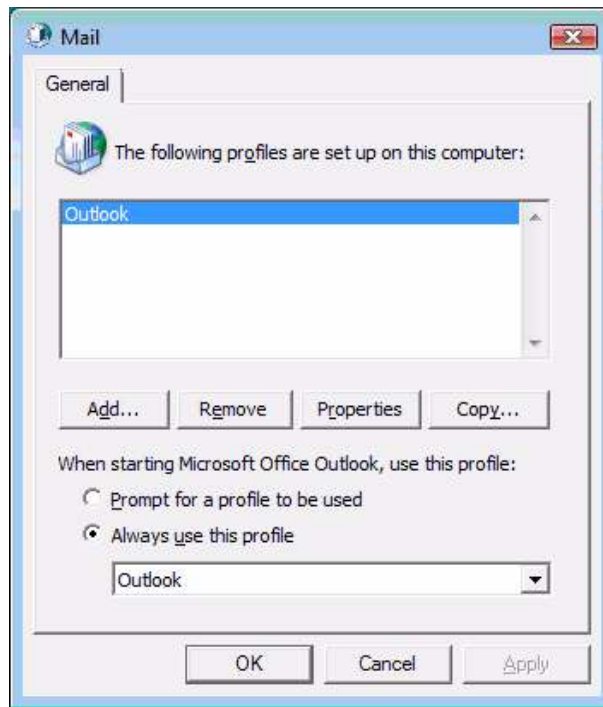 Mail
General
The following profiles are set up on this computer:
Outlook
Add... Remove Properties Copy...
When starting Microsoft Office Outlook, use this profile:
Prompt for a profile to be used
Always use this profile
Outlook
OK Cancel Apply